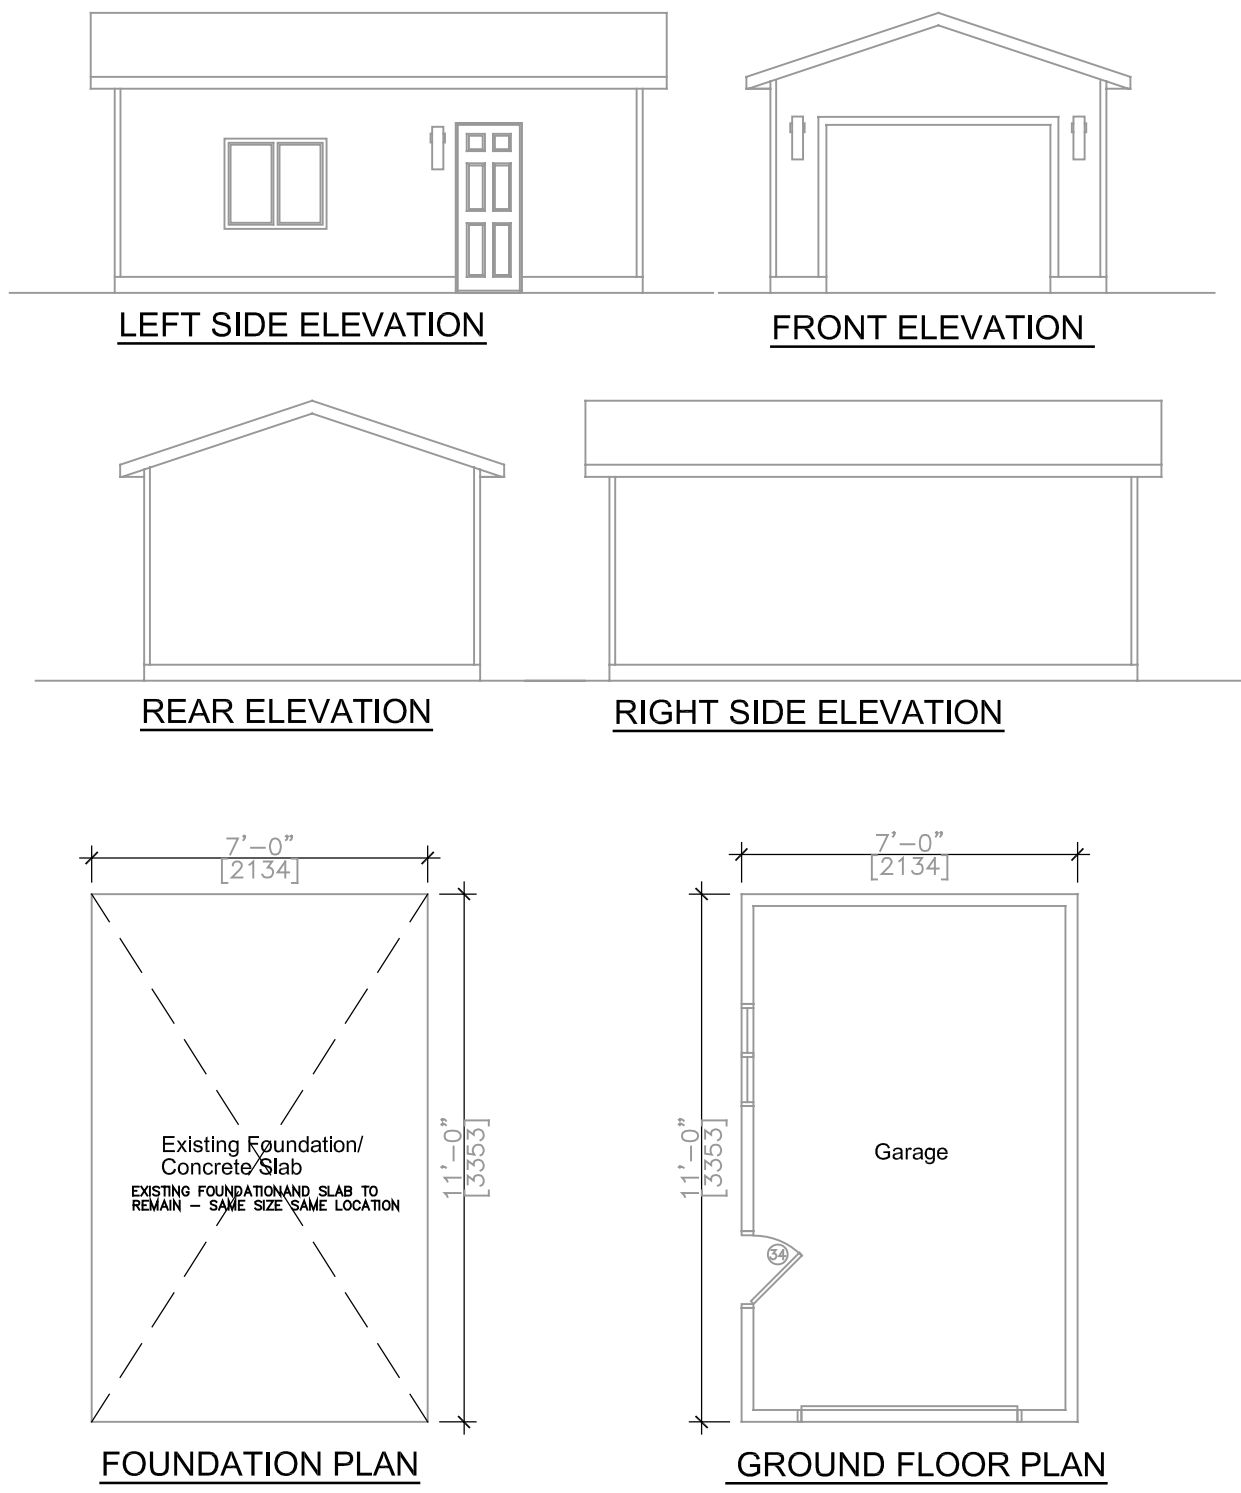 LEFT SIDE ELEVATION
FRONT ELEVATION
REAR ELEVATION
RIGHT SIDE ELEVATION
7'-0"
[2134]
11'-0"
[3353]
Existing Foundation/
Concrete Slab
EXISTING FOUNDATIONAND SLAB TO
REMAIN - SAME SIZE SAME LOCATION
FOUNDATION PLAN
7'-0"
[2134]
11'-0"
[3353]
Garage
34
GROUND FLOOR PLAN